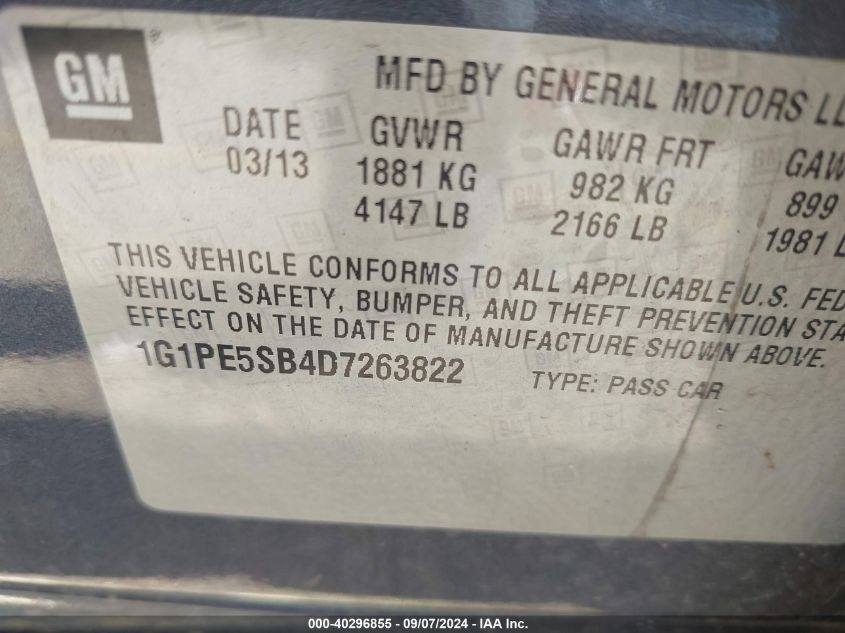 GM ®
MFD BY GENERAL MOTORS LL
DATE GVWR GAWR FRT GAW
03/13 1881 KG 982 KG 899
4147 LB 2166 LB 1981 L
THIS VEHICLE CONFORMS TO ALL APPLICABLE U.S. FED
VEHICLE SAFETY, BUMPER, AND THEFT PREVENTION STA
EFFECT ON THE DATE OF MANUFACTURE SHOWN ABOVE.
1G1PE5SB4D7263822 TYPE: PASS CAR
000-40296855 - 09/07/2024 - IAA Inc.